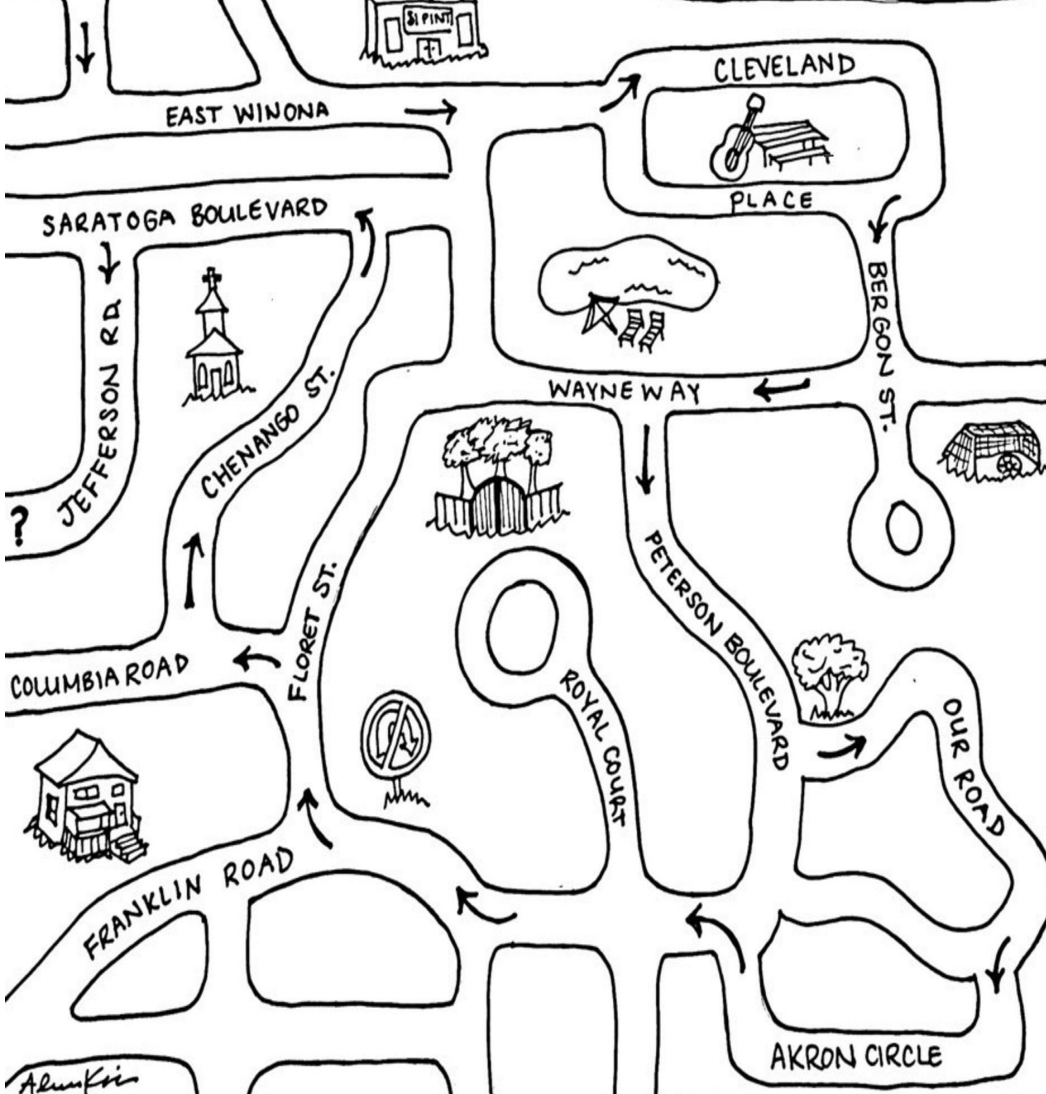 $1 PINT
CLEVELAND
EAST WINONA
PLACE
SARATOGA BOULEVARD
BERGON ST.
JEFFERSON RD.
WAYNE WAY
CHENANGO ST.
?
PETERSON BOULEVARD
FLORET ST.
COLUMBIA ROAD
ROYAL COURT
OUR ROAD
FRANKLIN ROAD
AKRON CIRCLE